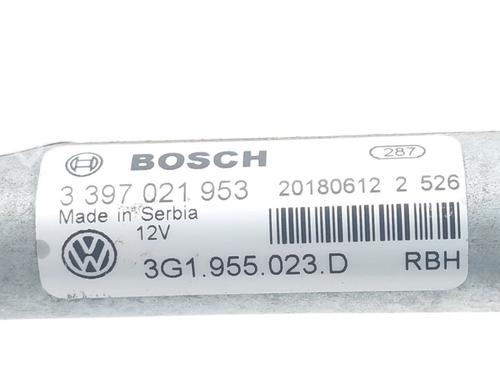 BOSCH 287
3 397 021 953 20180612 2 526
Made in Serbia
12V
3G1.955.023.D RBH